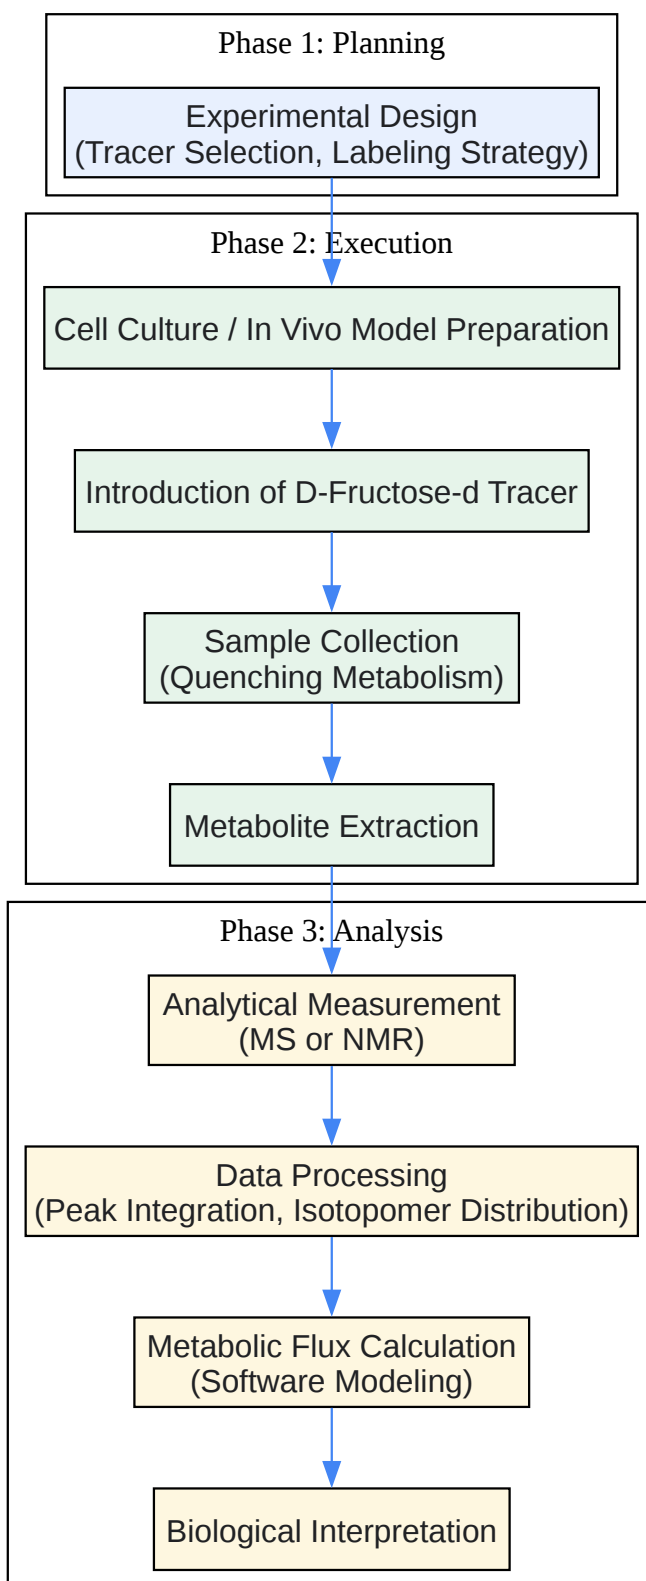 Phase 1: Planning
Experimental Design
(Tracer Selection, Labeling Strategy)
Phase 2: Execution
Cell Culture / In Vivo Model Preparation
Introduction of D-Fructose-d Tracer
Sample Collection
(Quenching Metabolism)
Metabolite Extraction
Phase 3: Analysis
Analytical Measurement
(MS or NMR)
Data Processing
(Peak Integration, Isotopomer Distribution)
Metabolic Flux Calculation
(Software Modeling)
Biological Interpretation